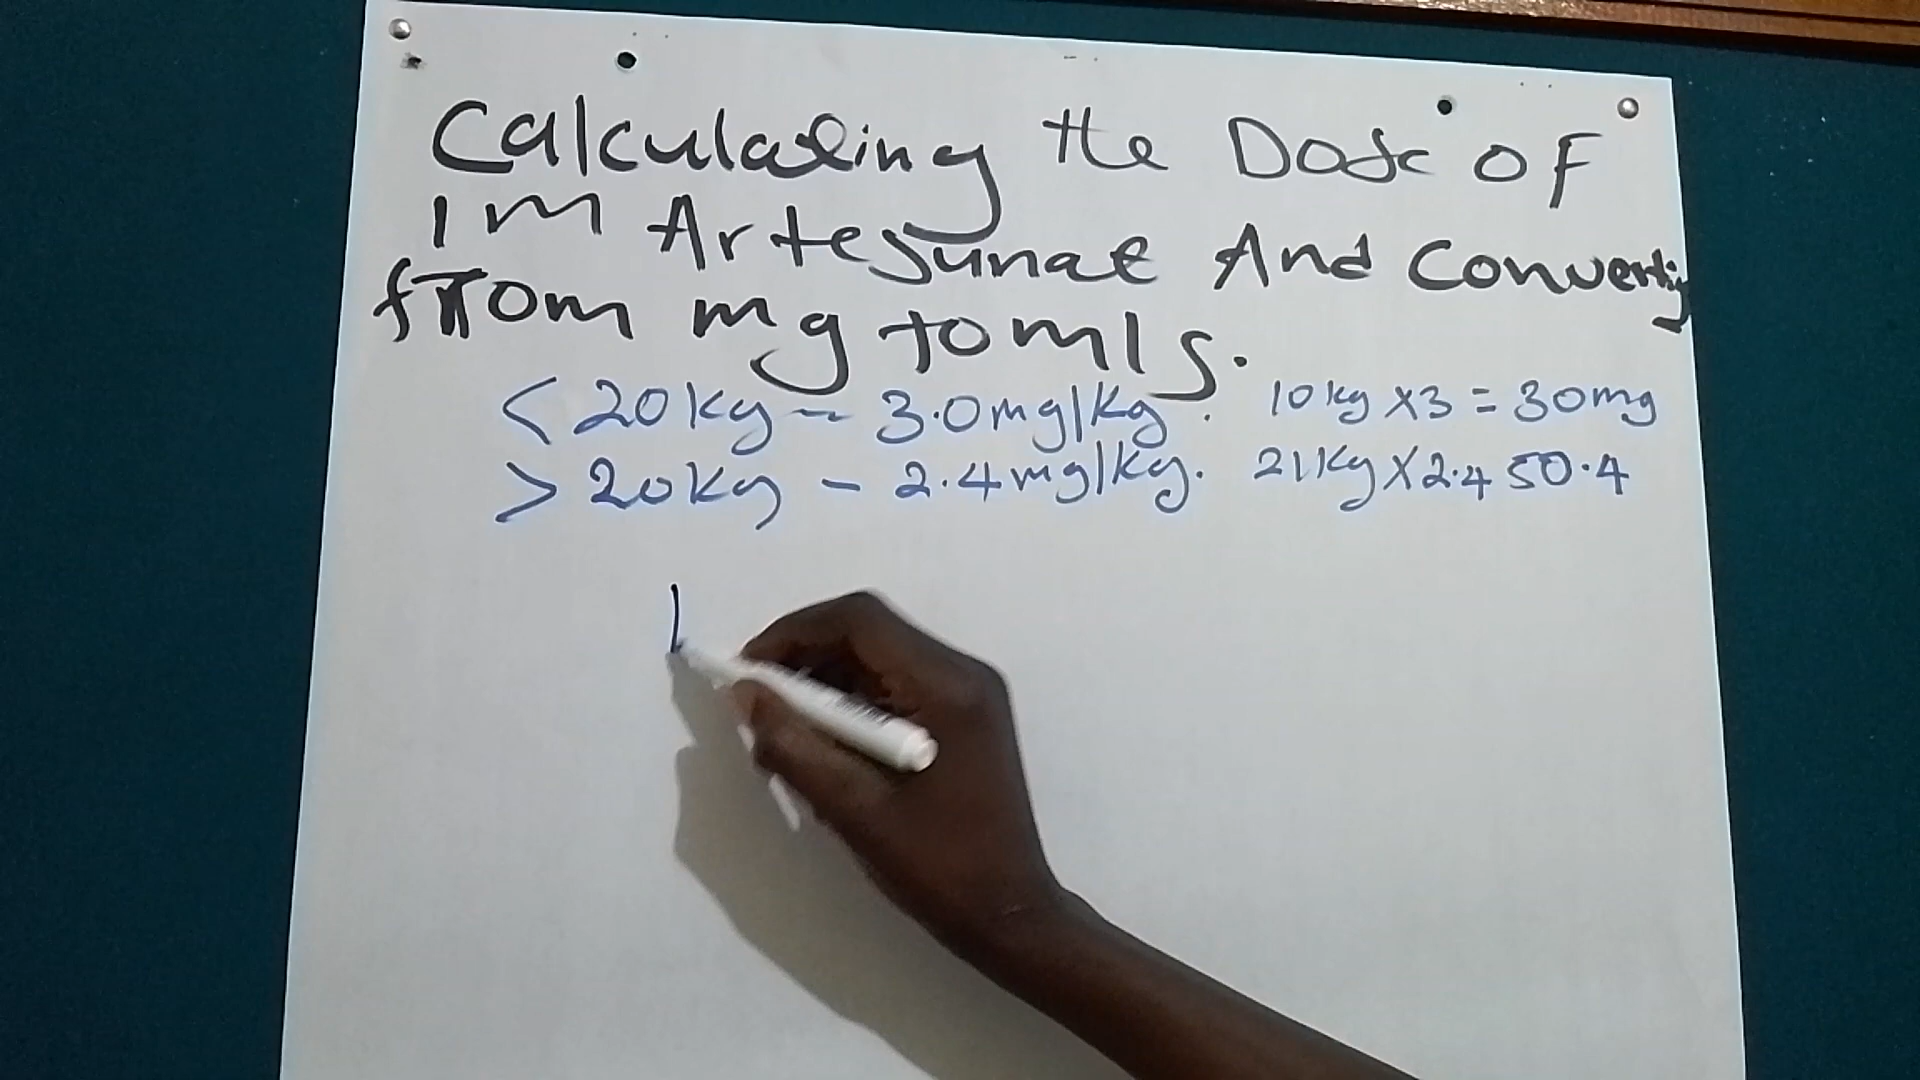 Calculating the Dose of
IM Artesunate And Converting
from mg to mls.
< 20kg - 3.0mg/kg. 10kg x3 = 30mg
> 20kg - 2.4mg/kg. 21kg x 2.4 50.4